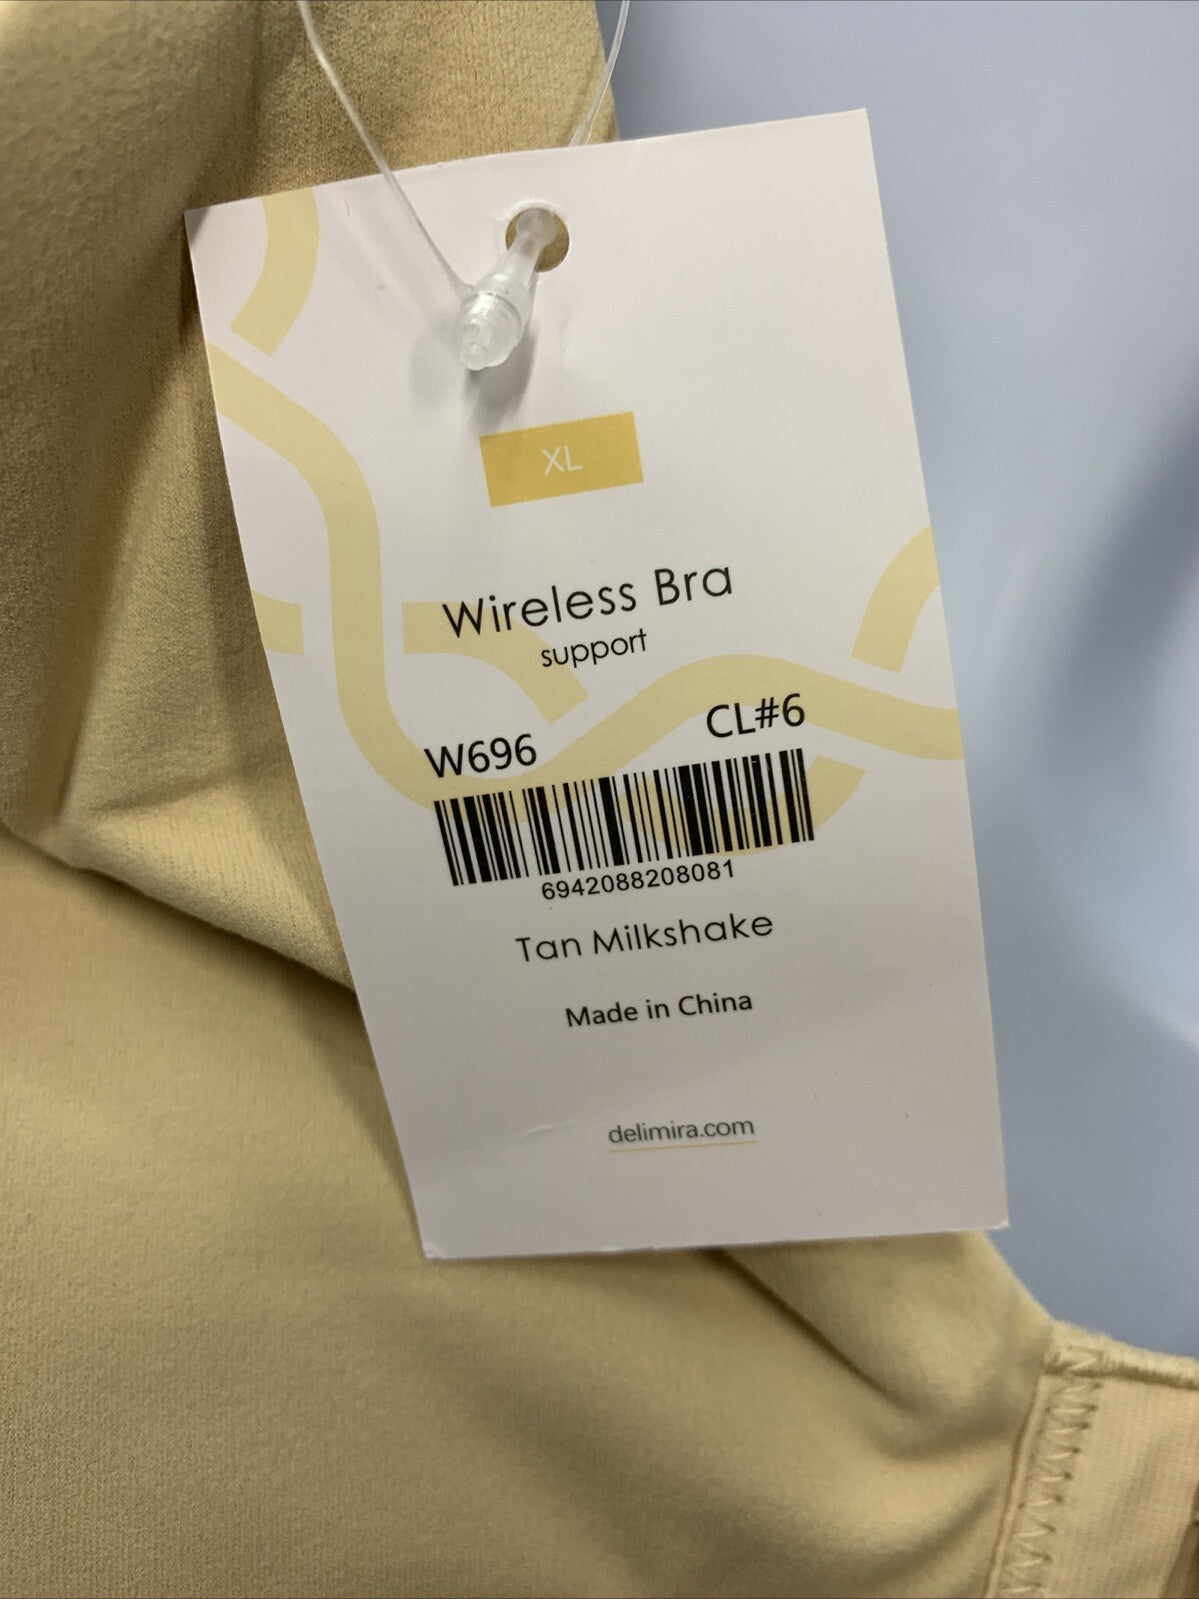 XL
Wireless Bra
support
W696 CL#6
6942088208081
Tan Milkshake
Made in China
delimira.com